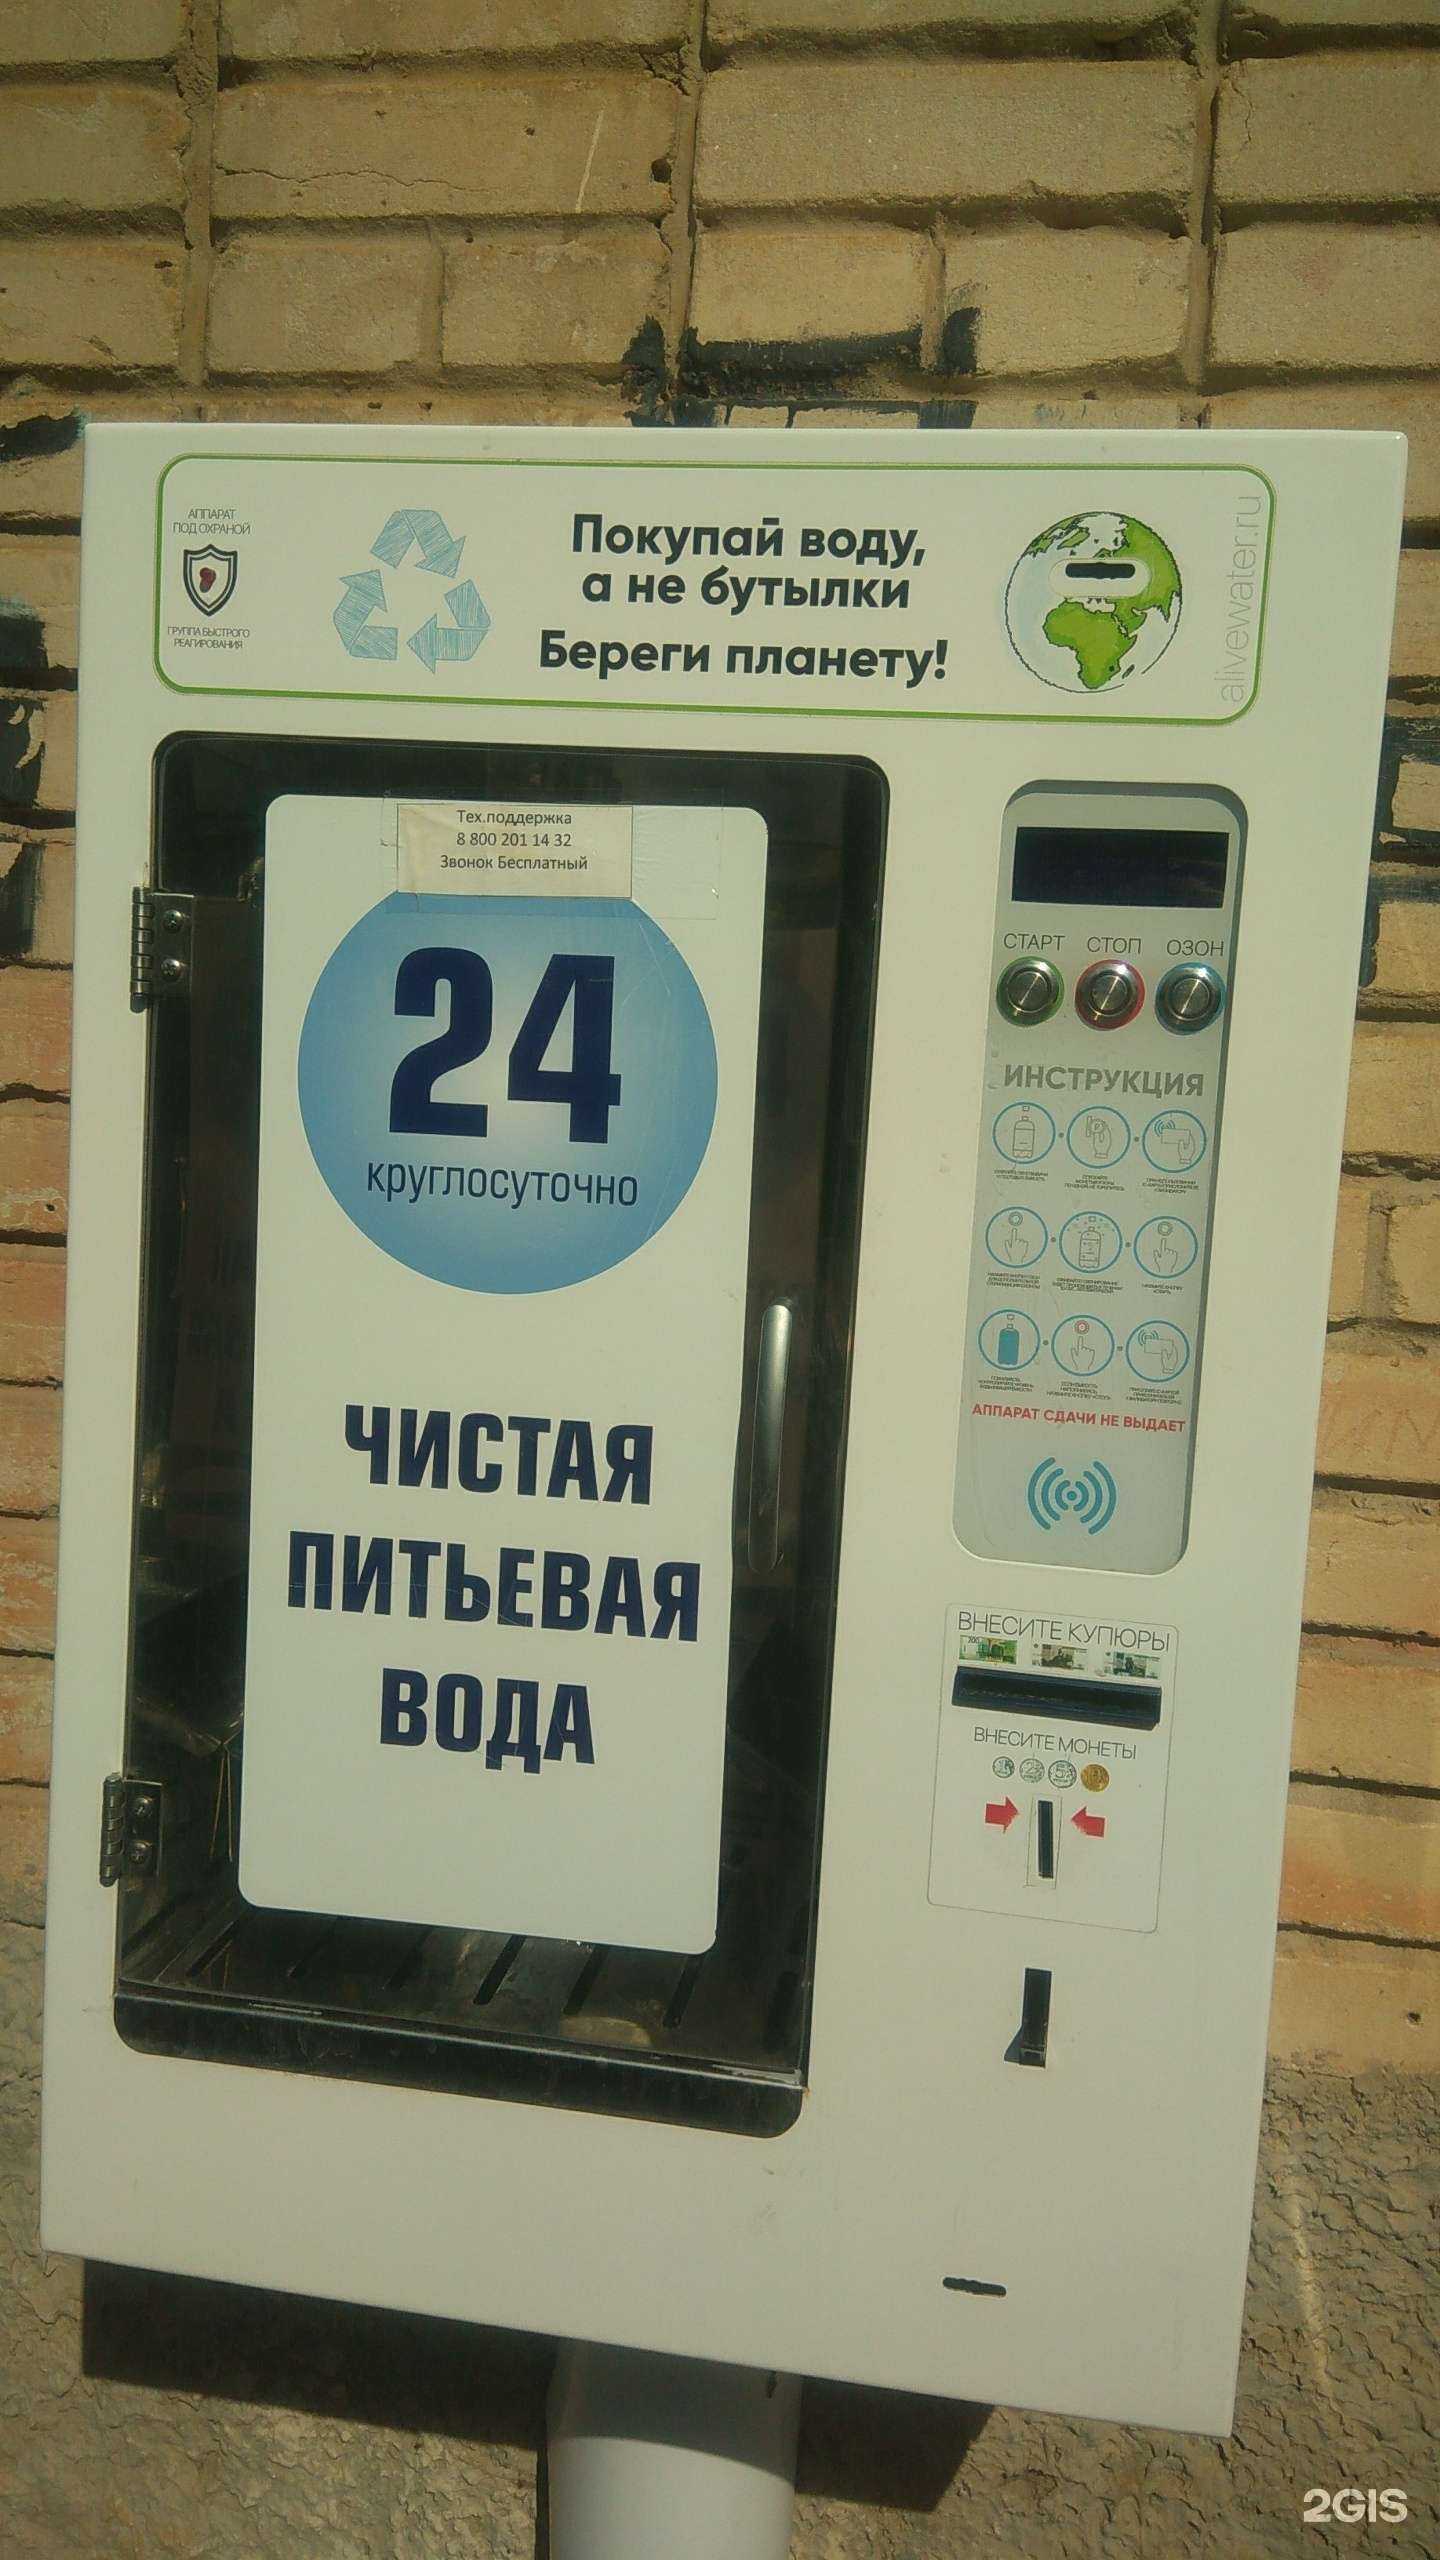 АППАРАТ
ПОД ОХРАНОЙ
ГРУППА БЫСТРОГО
РЕАГИРОВАНИЯ
Покупай воду,
а не бутылки
Береги планету!
alivewater.ru
Тех.поддержка
8 800 201 14 32
Звонок Бесплатный
24
круглосуточно
ЧИСТАЯ
ПИТЬЕВАЯ
ВОДА
СТАРТ СТОП ОЗОН
ИНСТРУКЦИЯ
АППАРАТ СДАЧИ НЕ ВЫДАЕТ
ВНЕСИТЕ КУПЮРЫ
ВНЕСИТЕ МОНЕТЫ
2GIS